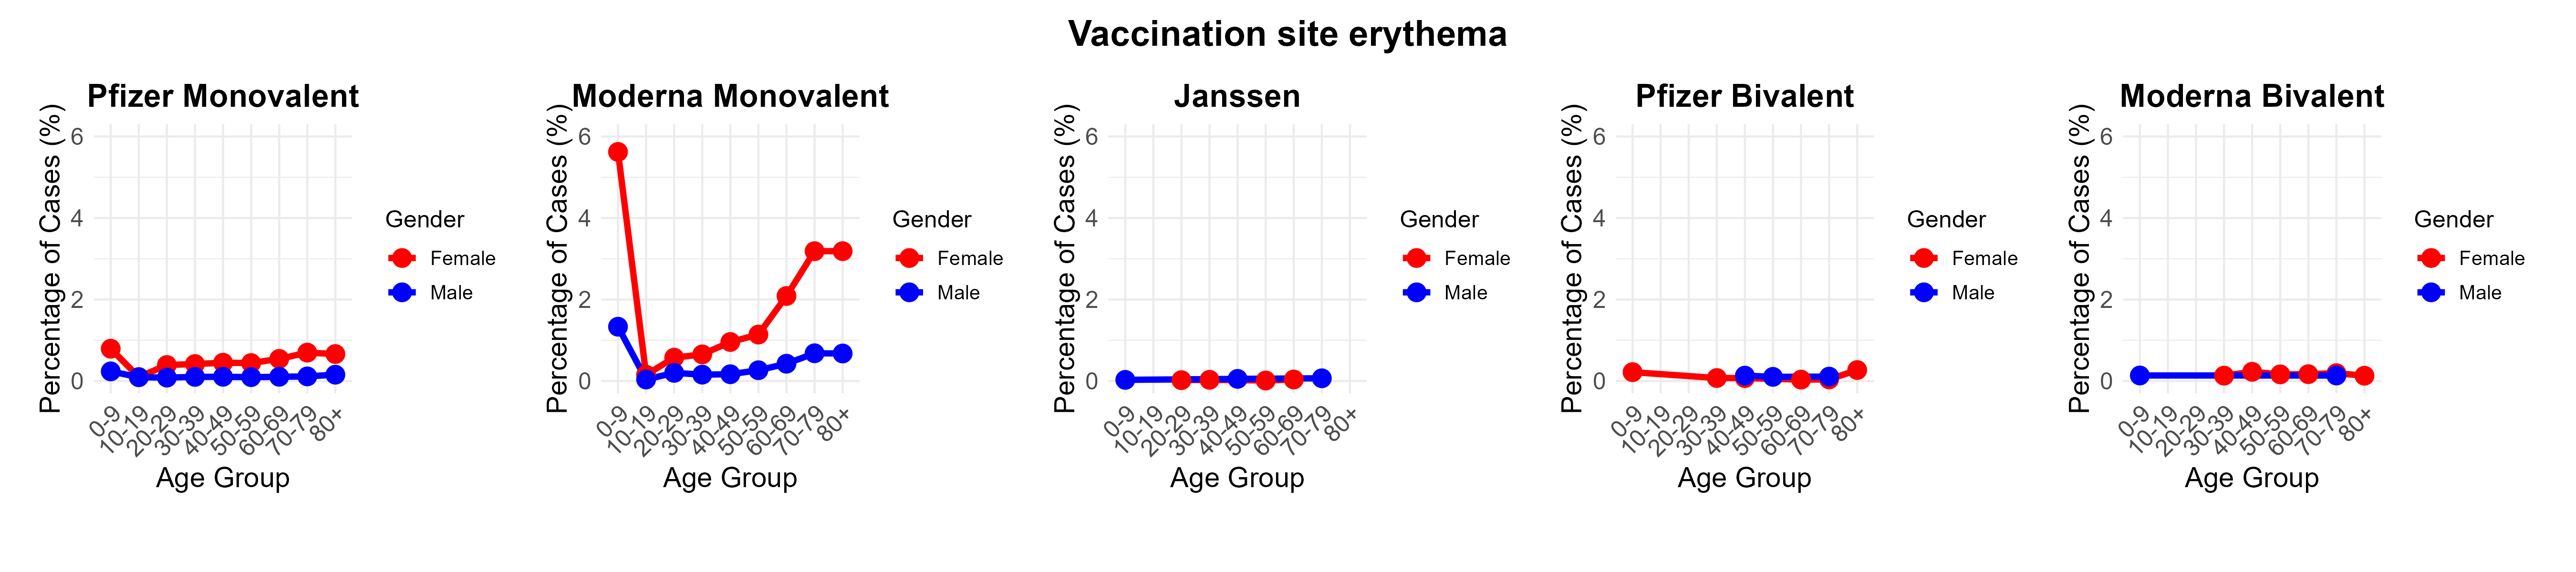 Vaccination site erythema
Pfizer Monovalent
Percentage of Cases (%)
6
4
2
0
0-9
10-19
20-29
30-39
40-49
50-59
60-69
70-79
80+
Age Group
Gender
Female
Male
Moderna Monovalent
Percentage of Cases (%)
6
4
2
0
0-9
10-19
20-29
30-39
40-49
50-59
60-69
70-79
80+
Age Group
Gender
Female
Male
Janssen
Percentage of Cases (%)
6
4
2
0
0-9
10-19
20-29
30-39
40-49
50-59
60-69
70-79
80+
Age Group
Gender
Female
Male
Pfizer Bivalent
Percentage of Cases (%)
6
4
2
0
0-9
10-19
20-29
30-39
40-49
50-59
60-69
70-79
80+
Age Group
Gender
Female
Male
Moderna Bivalent
Percentage of Cases (%)
6
4
2
0
0-9
10-19
20-29
30-39
40-49
50-59
60-69
70-79
80+
Age Group
Gender
Female
Male